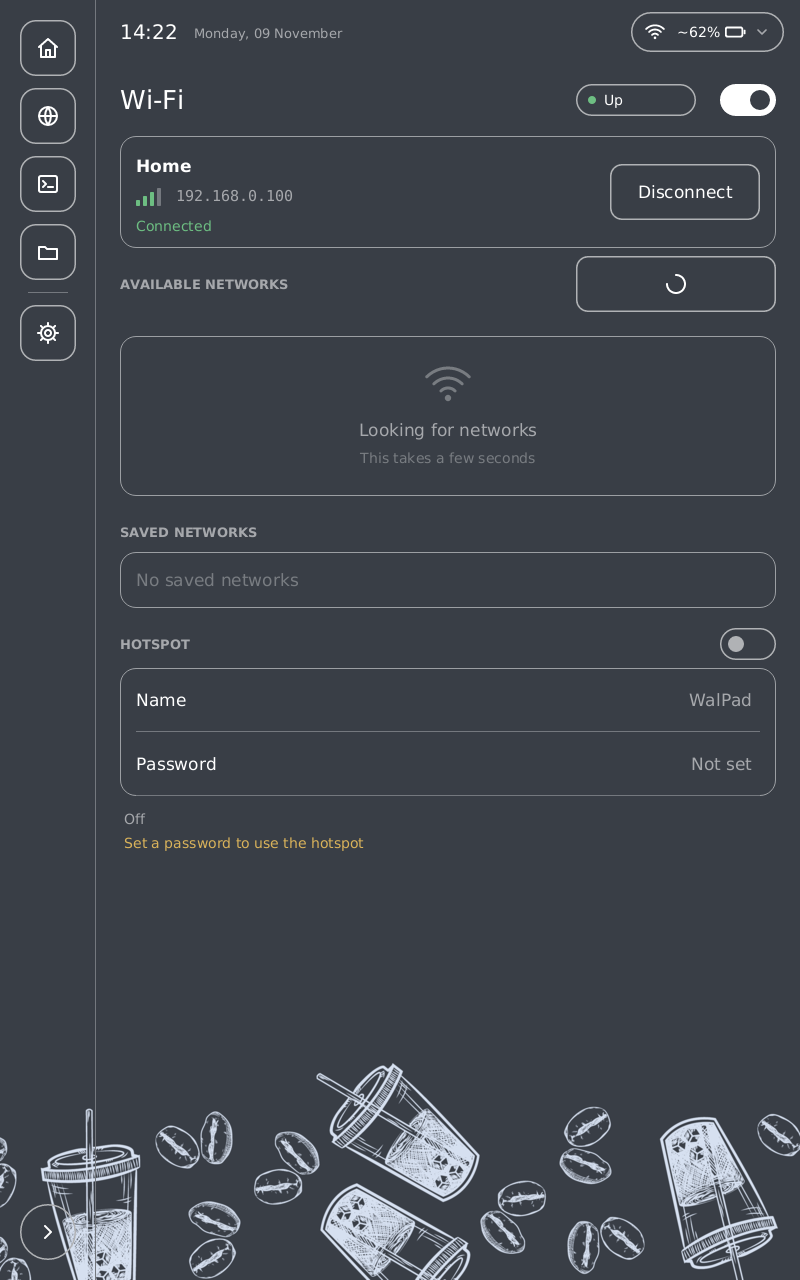 14:22 Monday, 09 November ~62%
Wi-Fi Up
Home
192.168.0.100 Disconnect
Connected
AVAILABLE NETWORKS
Looking for networks
This takes a few seconds
SAVED NETWORKS
No saved networks
HOTSPOT
Name WalPad
Password Not set
Off
Set a password to use the hotspot